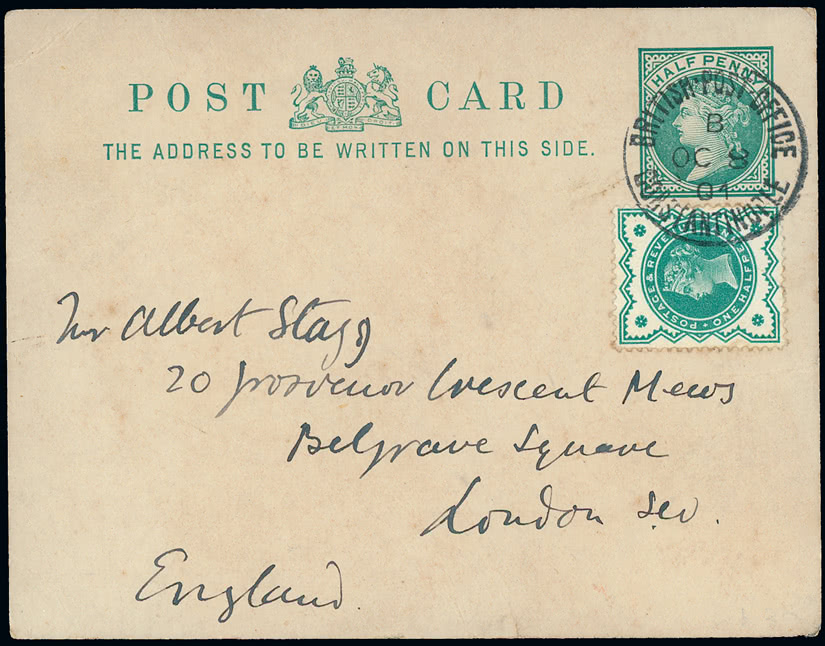 POST CARD
THE ADDRESS TO BE WRITTEN ON THIS SIDE.
HALF PENNY
BRITISH POST OFFICE
B
OC 8
01
CONSTANTINOPLE
POSTAGE & REVENUE
ONE HALFPENNY
Mr Albert Stagg
20 Grosvenor Crescent Mews
Belgrave Square
London SW.
England.